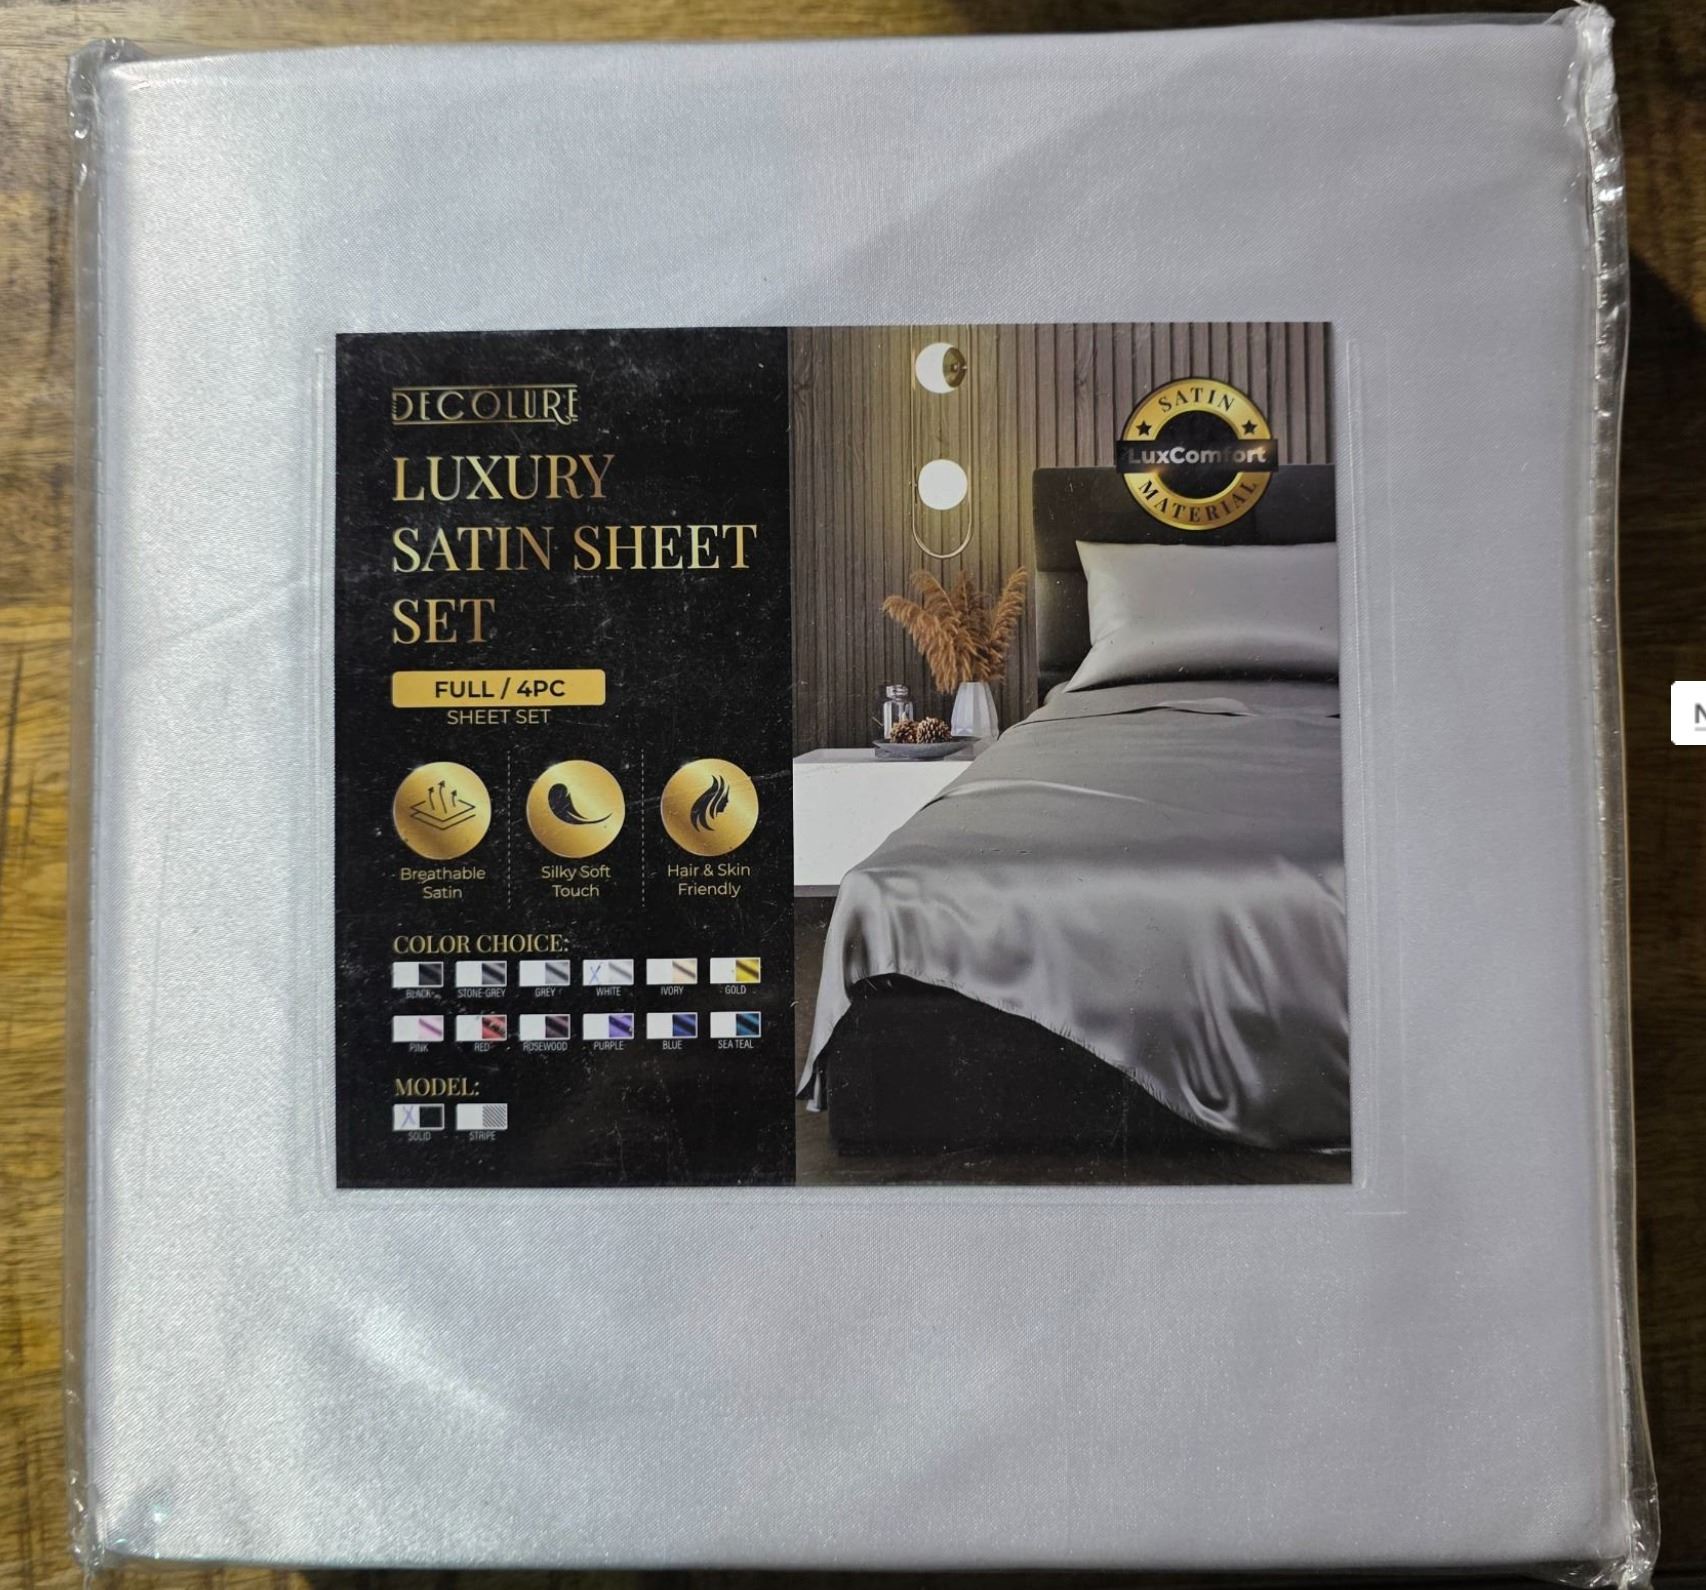 DECOLURE
LUXURY
SATIN SHEET
SET
FULL / 4PC
SHEET SET
Breathable
Satin
Silky Soft
Touch
Hair & Skin
Friendly
COLOR CHOICE:
BLACK
STONE GREY
GREY
X
WHITE
IVORY
GOLD
PINK
RED
ROSEWOOD
PURPLE
BLUE
SEA TEAL
MODEL:
X
SOLID
STRIPE
SATIN
LuxComfort
MATERIAL
N